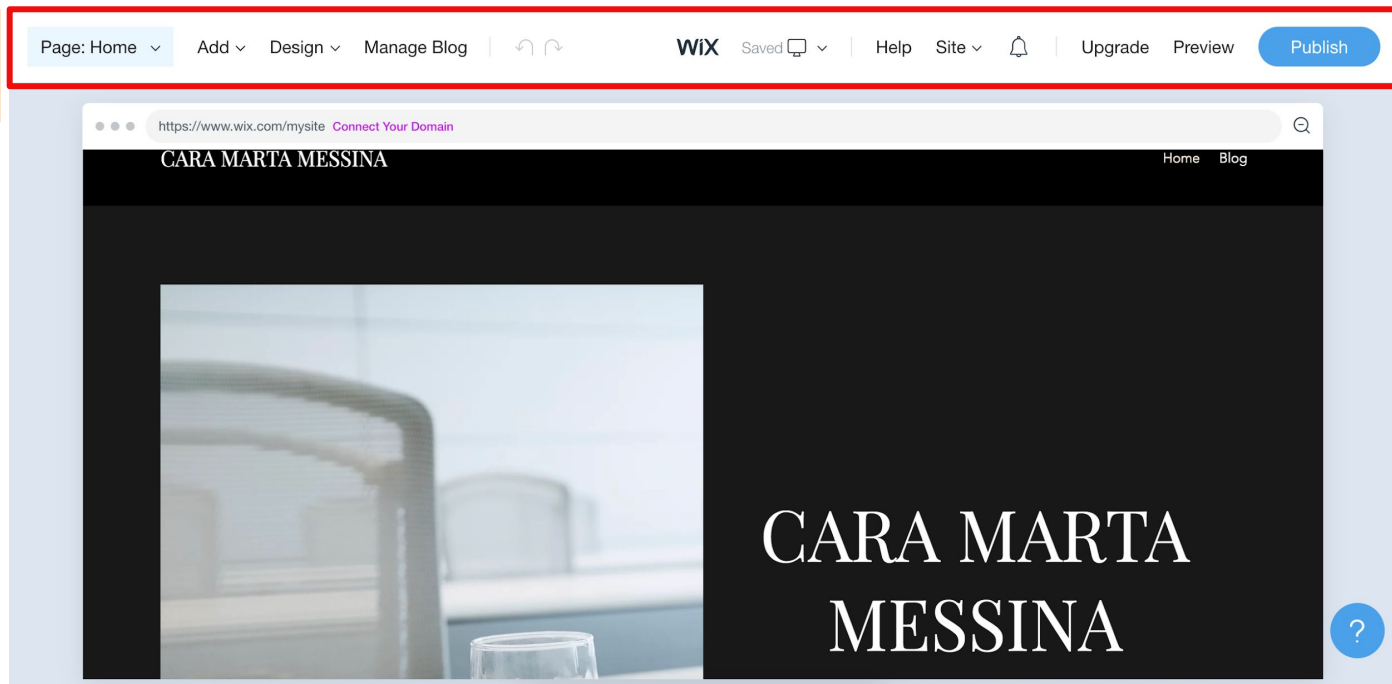 Page: Home Add Design Manage Blog WiX Saved Help Site Upgrade Preview Publish
https://www.wix.com/mysite Connect Your Domain
CARA MARTA MESSINA Home Blog
CARA MARTA
MESSINA
?